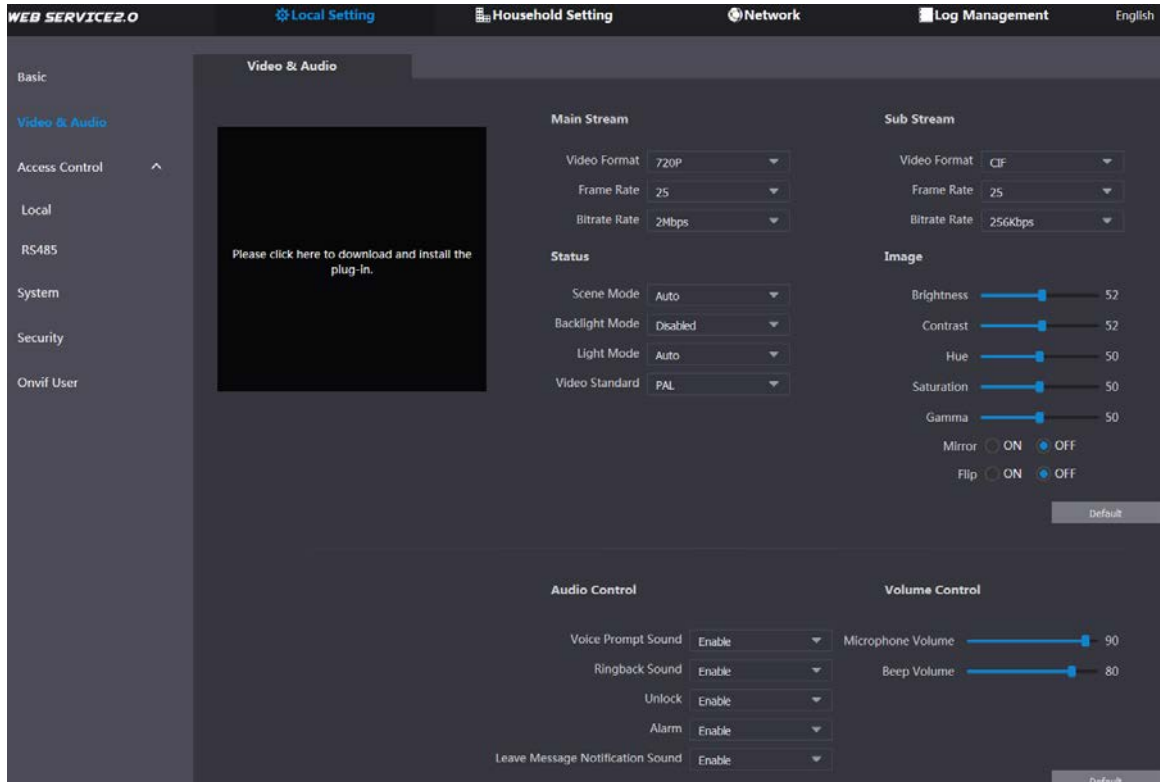 WEB SERVICE2.0
Local Setting
Household Setting
Network
Log Management
English
Basic
Video & Audio
Access Control
Local
RS485
System
Security
Onvif User
Video & Audio
Please click here to download and install the
plug-in.
Main Stream
Video Format 720P
Frame Rate 25
Bitrate Rate 2Mbps
Status
Scene Mode Auto
Backlight Mode Disabled
Light Mode Auto
Video Standard PAL
Sub Stream
Video Format CIF
Frame Rate 25
Bitrate Rate 256Kbps
Image
Brightness 52
Contrast 52
Hue 50
Saturation 50
Gamma 50
Mirror ON OFF
Flip ON OFF
Default
Audio Control
Voice Prompt Sound Enable
Ringback Sound Enable
Unlock Enable
Alarm Enable
Leave Message Notification Sound Enable
Volume Control
Microphone Volume 90
Beep Volume 80
Default